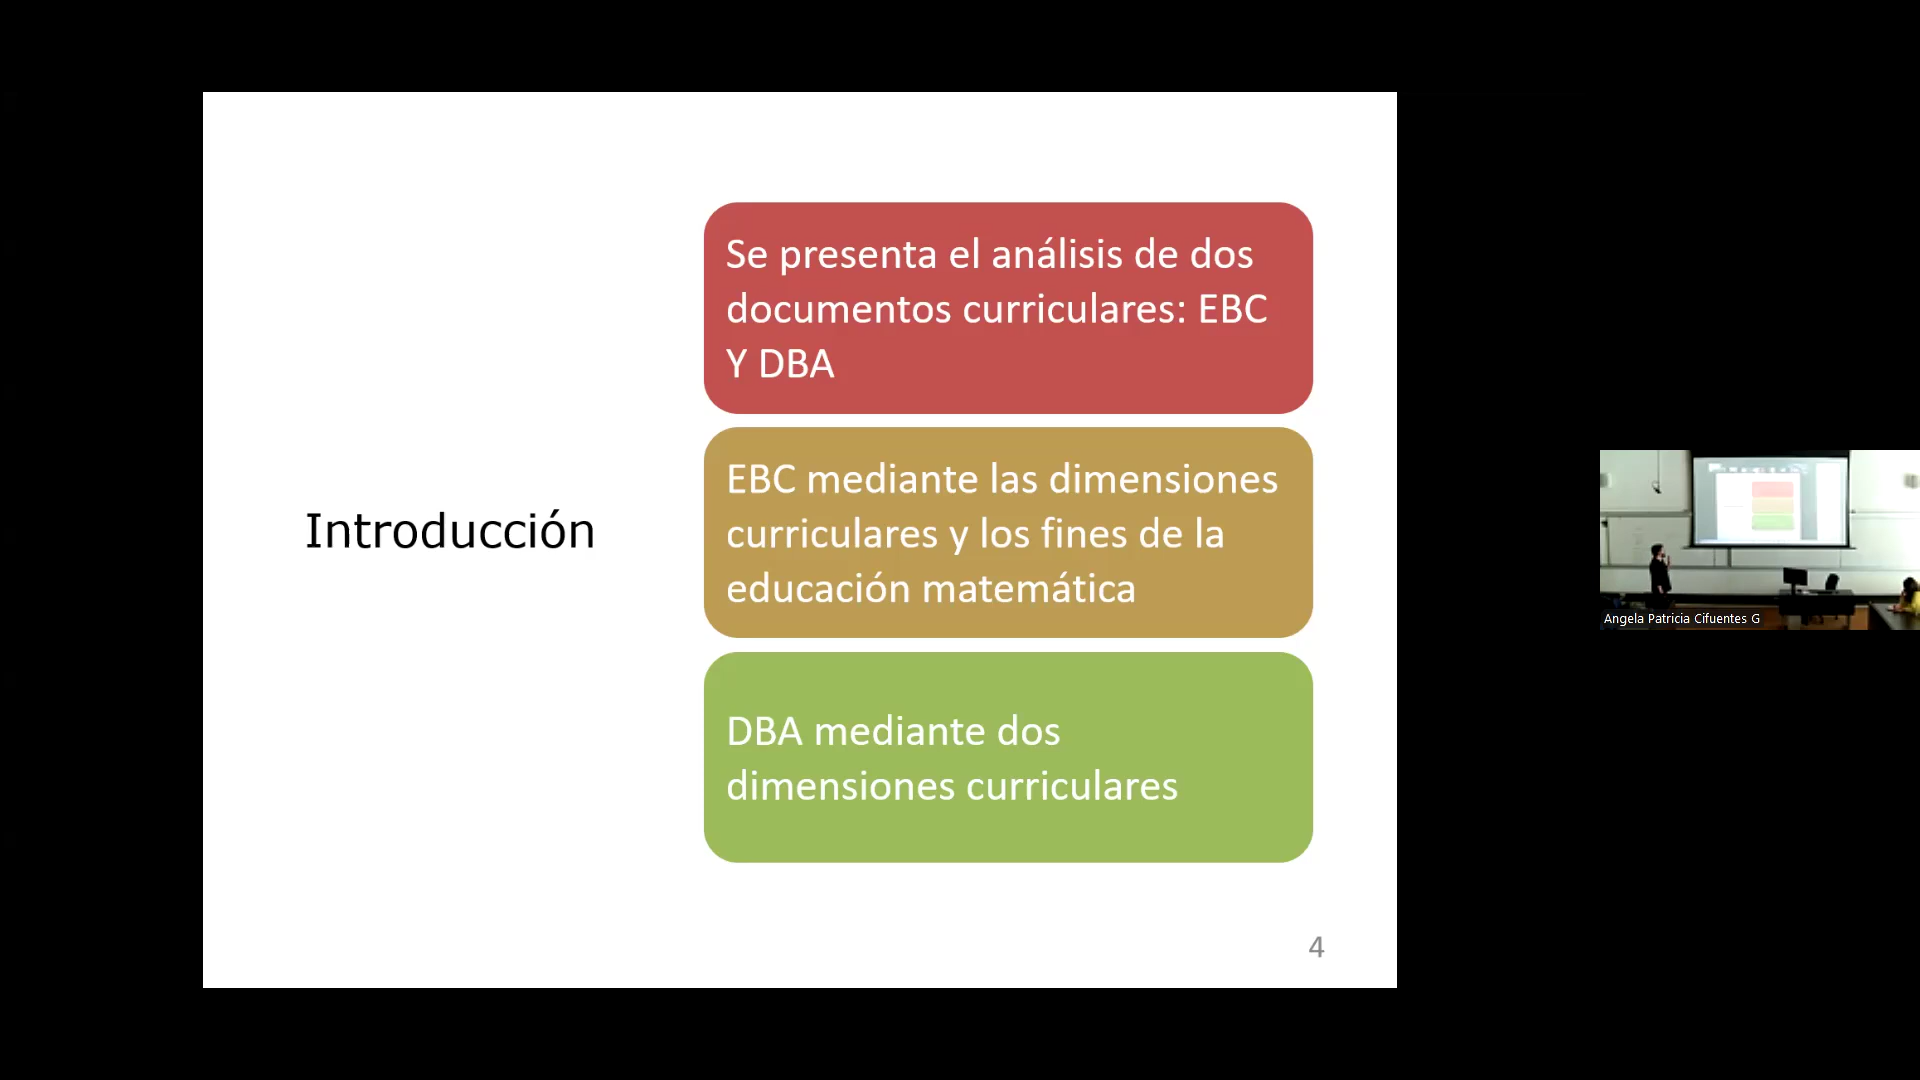 Introducción
Se presenta el análisis de dos
documentos curriculares: EBC
Y DBA
EBC mediante las dimensiones
curriculares y los fines de la
educación matemática
DBA mediante dos
dimensiones curriculares
4
Angela Patricia Cifuentes G